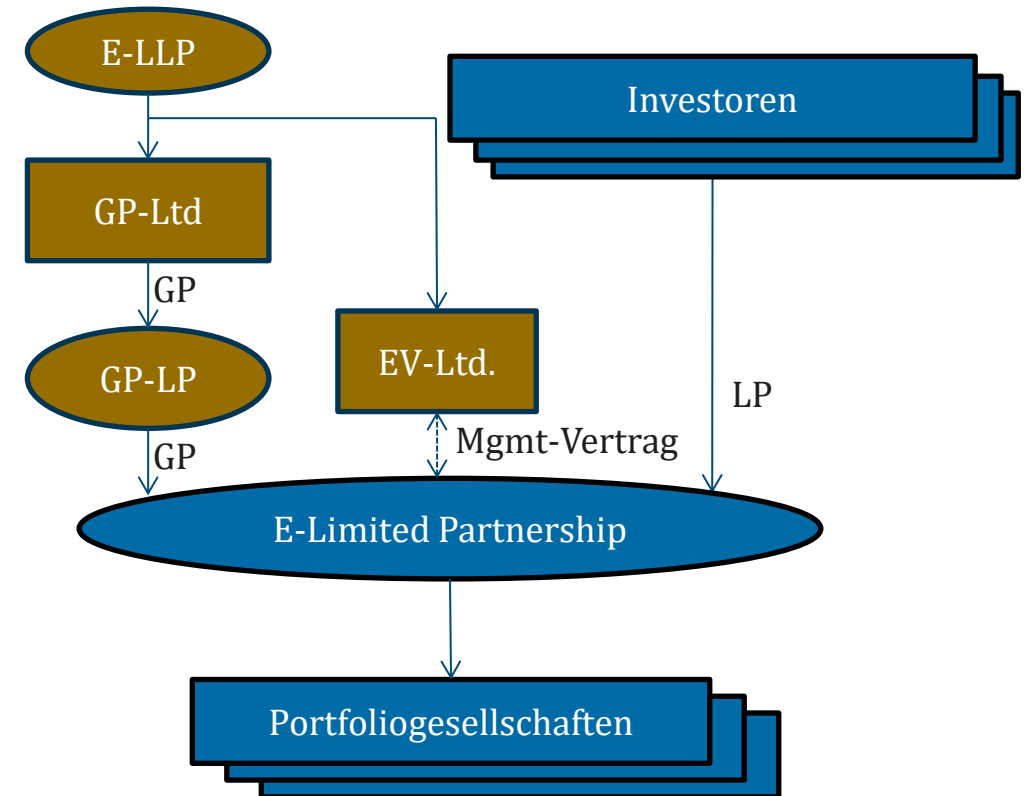 E-LLP
Investoren
GP-Ltd
GP
EV-Ltd.
GP-LP
LP
Mgmt-Vertrag
GP
E-Limited Partnership
Portfoliogesellschaften